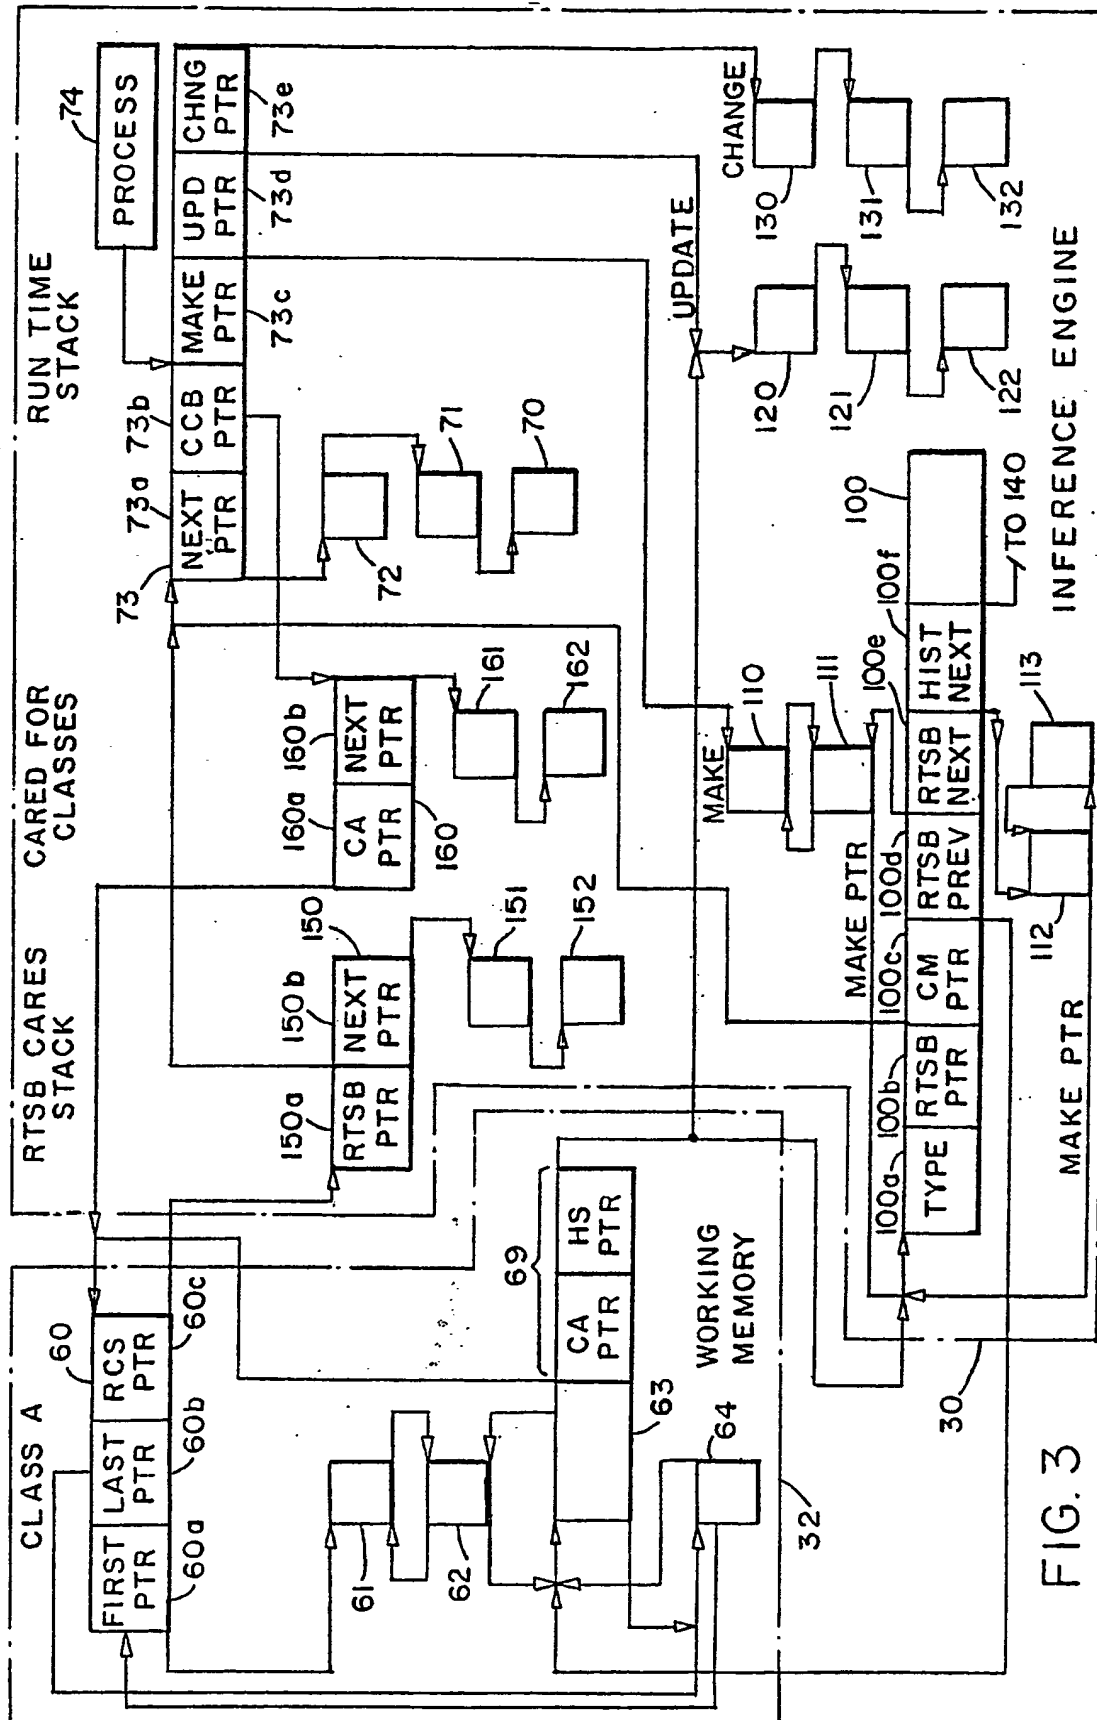 RUN TIME
STACK
PROCESS
74
73
73a
73b
NEXT
PTR
CCB
PTR
MAKE
PTR
UPD
PTR
CHNG
PTR
73c
73d
73e
72
71
70
CARED FOR
CLASSES
160a
160b
CA
PTR
NEXT
PTR
160
161
162
RTSB CARES
STACK
150a
150b
150
RTSB
PTR
NEXT
PTR
151
152
CLASS A
60
FIRST
PTR
LAST
PTR
RCS
PTR
60a
60b
60c
61
62
69
CA
PTR
HS
PTR
63
64
WORKING
MEMORY
32
MAKE
110
111
MAKE PTR
UPDATE
120
121
122
CHANGE
130
131
132
100a
100b
100c
100d
100e
100f
100
TYPE
RTSB
PTR
CM
PTR
RTSB
PREV
RTSB
NEXT
HIST
NEXT
TO 140
112
113
MAKE PTR
30
INFERENCE ENGINE
FIG. 3